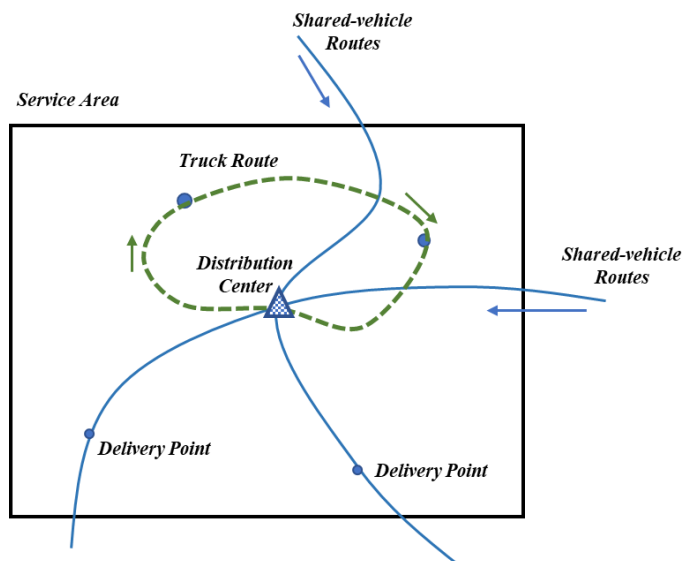 Shared-vehicle
Routes
Service Area
Truck Route
Distribution
Center
Shared-vehicle
Routes
Delivery Point
Delivery Point